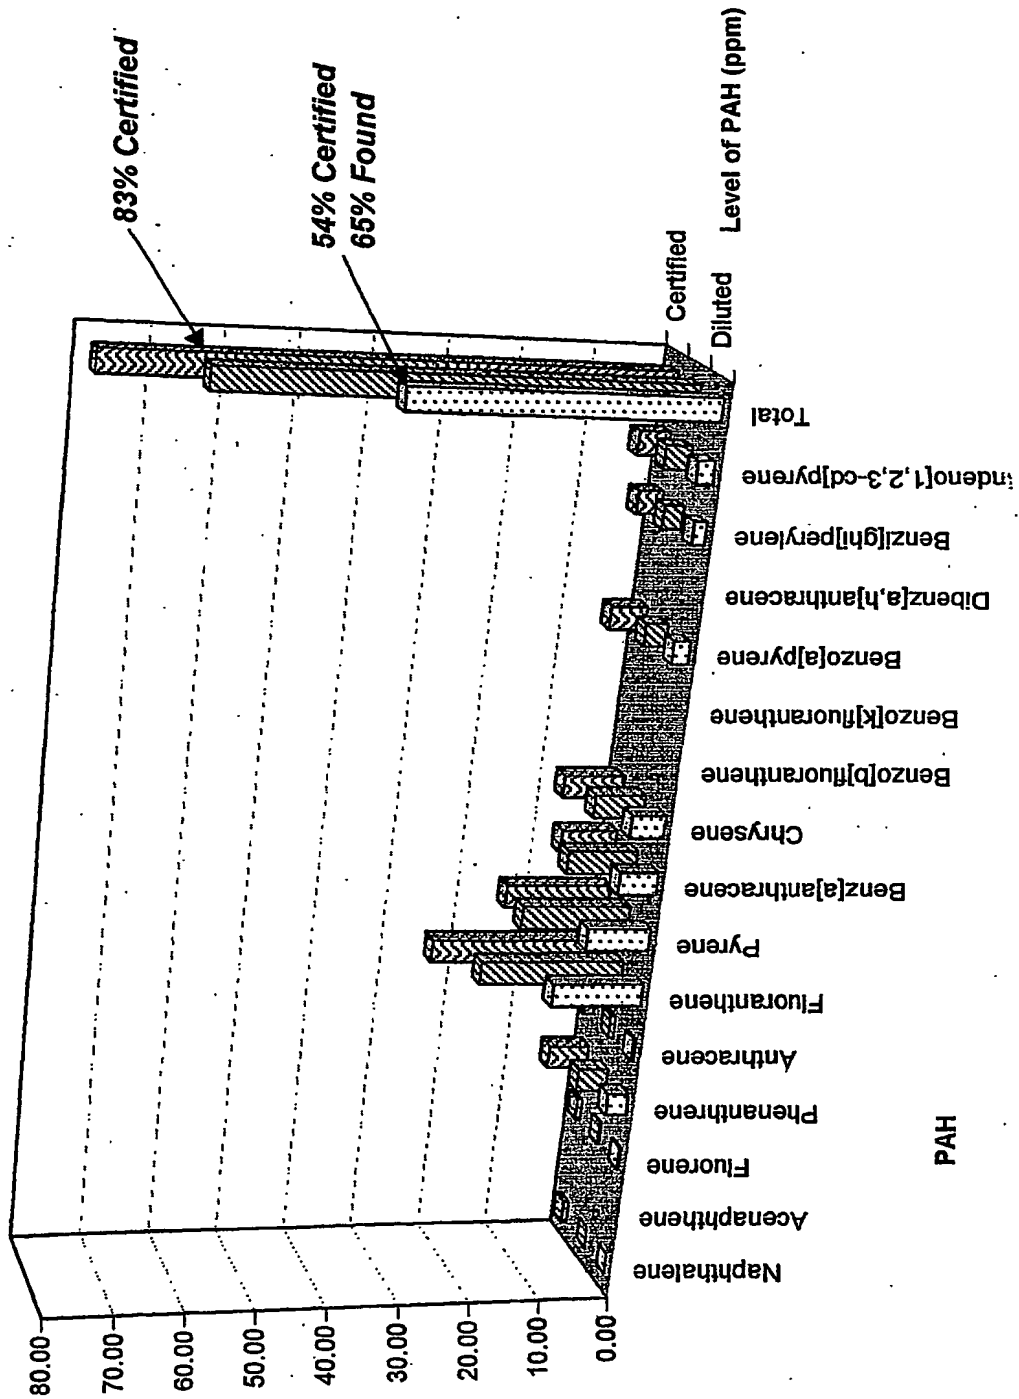 83% Certified
54% Certified
65% Found
80.00
70.00
60.00
50.00
40.00
30.00
20.00
10.00
0.00
Certified
Diluted
Level of PAH (ppm)
Naphthalene
Acenaphthene
Fluorene
Phenanthrene
Anthracene
Fluoranthene
Pyrene
Benz[a]anthracene
Chrysene
Benzo[b]fluoranthene
Benzo[k]fluoranthene
Benzo[a]pyrene
Dibenz[a,h]anthracene
Benzi[ghi]perylene
indeno[1,2,3-cd]pyrene
Total
PAH